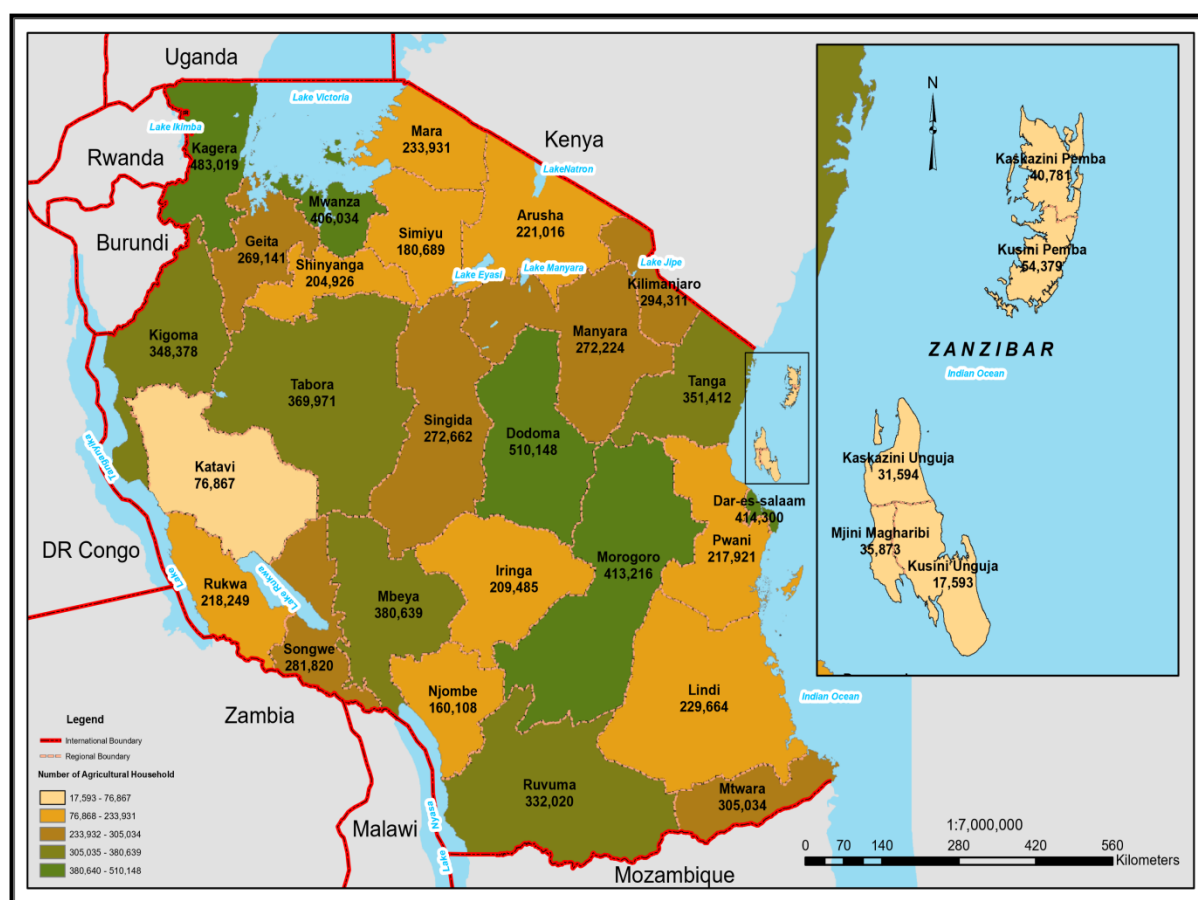 Uganda
Rwanda
Burundi
DR Congo
Zambia
Malawi
Mozambique
Kenya
Lake Victoria
Lake Ikimba
LakeNatron
Lake Eyasi
Lake Manyara
Lake Jipe
Lake
Tanganyika
Lake Rukwa
Lake
Nyasa
Indian Ocean
Kagera
483,019
Mara
233,931
Mwanza
406,034
Geita
269,141
Simiyu
180,689
Arusha
221,016
Shinyanga
204,926
Kilimanjaro
294,311
Kigoma
348,378
Manyara
272,224
Tabora
369,971
Tanga
351,412
Singida
272,662
Dodoma
510,148
Katavi
76,867
Dar-es-salaam
414,300
Pwani
217,921
Morogoro
413,216
Rukwa
218,249
Iringa
209,485
Mbeya
380,639
Songwe
281,820
Njombe
160,108
Lindi
229,664
Ruvuma
332,020
Mtwara
305,034
N
Kaskazini Pemba
40,781
Kusini Pemba
54,379
ZANZIBAR
Indian Ocean
Kaskazini Unguja
31,594
Mjini Magharibi
35,873
Kusini Unguja
17,593
Legend
International Boundary
Regional Boundary
Number of Agricultural Household
17,593 - 76,867
76,868 - 233,931
233,932 - 305,034
305,035 - 380,639
380,640 - 510,148
1:7,000,000
0 70 140 280 420 560
Kilometers